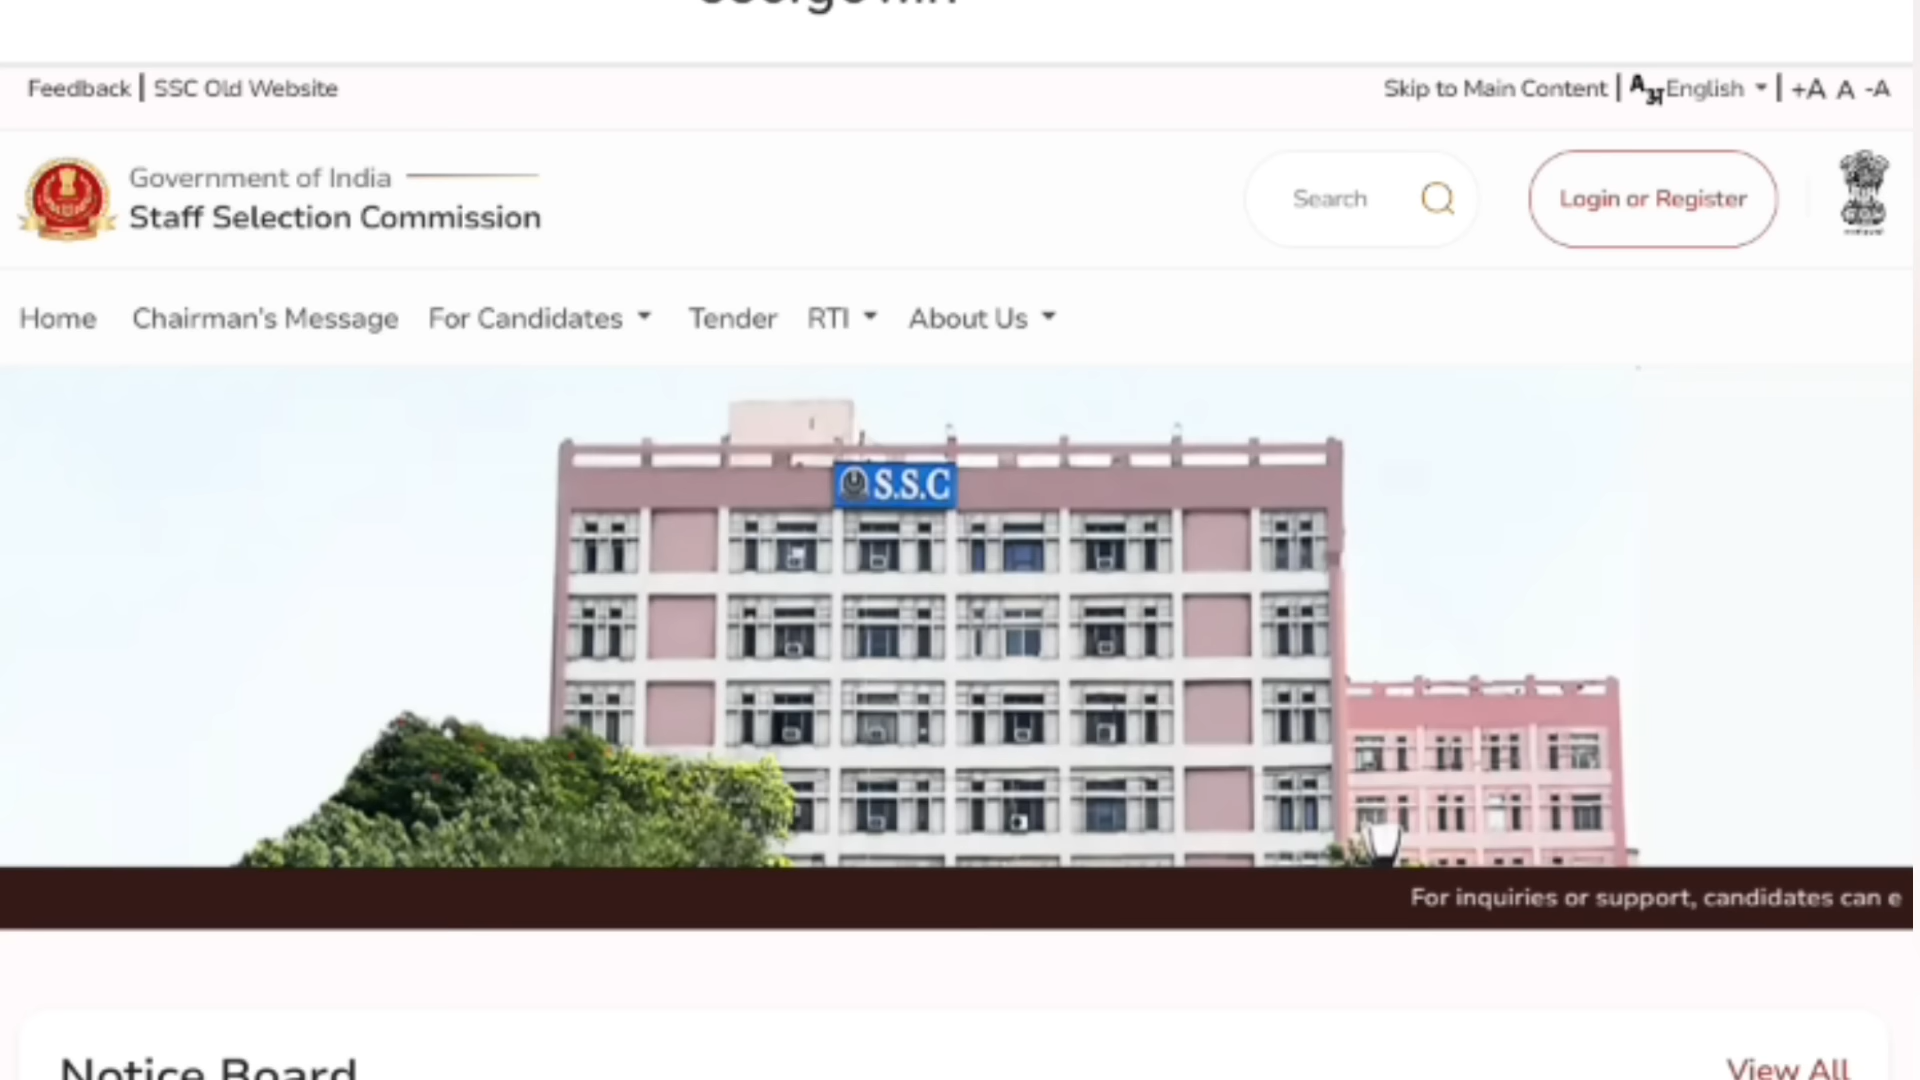 Feedback | SSC Old Website
Skip to Main Content | English | +A A -A
Government of India
Staff Selection Commission
Search
Login or Register
Home Chairman's Message For Candidates Tender RTI About Us
S.S.C
For inquiries or support, candidates can e
Notice Board
View All